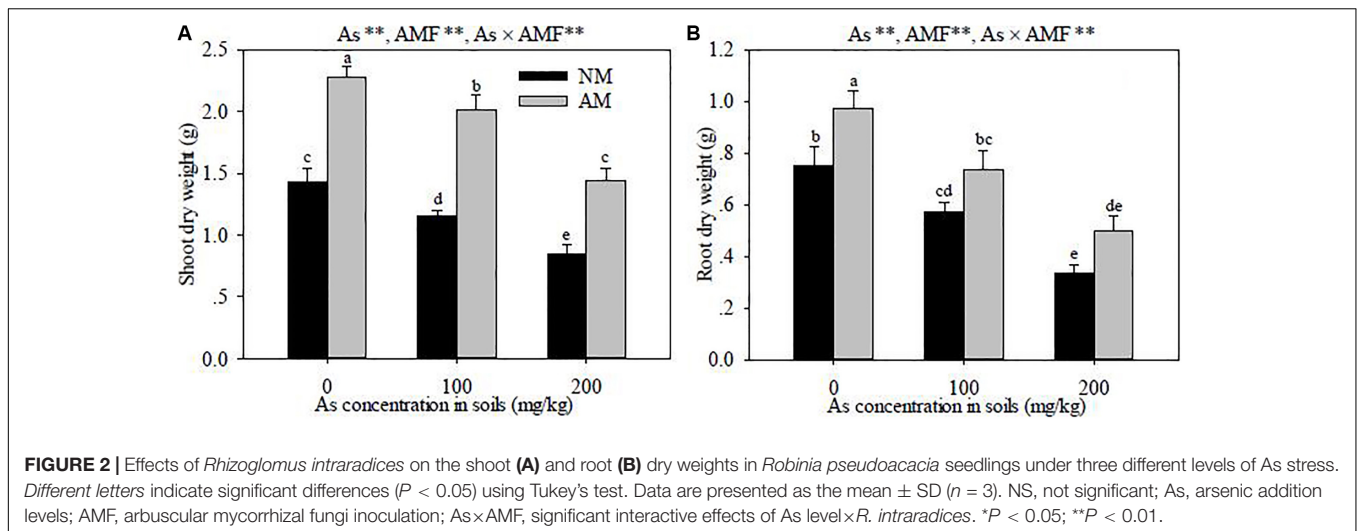 A
As **, AMF **, As × AMF**
2.5
2.0
1.5
1.0
.5
0.0
Shoot dry weight (g)
NM
AM
a
b
c
d
c
e
0
100
200
As concentration in soils (mg/kg)
B
As **, AMF**, As × AMF **
1.2
1.0
.8
.6
.4
.2
0.0
Root dry weight (g)
b
a
cd
bc
e
de
0
100
200
As concentration in soils (mg/kg)
FIGURE 2 | Effects of Rhizoglomus intraradices on the shoot (A) and root (B) dry weights in Robinia pseudoacacia seedlings under three different levels of As stress.
Different letters indicate significant differences (P < 0.05) using Tukey's test. Data are presented as the mean ± SD (n = 3). NS, not significant; As, arsenic addition
levels; AMF, arbuscular mycorrhizal fungi inoculation; As×AMF, significant interactive effects of As level×R. intraradices. *P < 0.05; **P < 0.01.